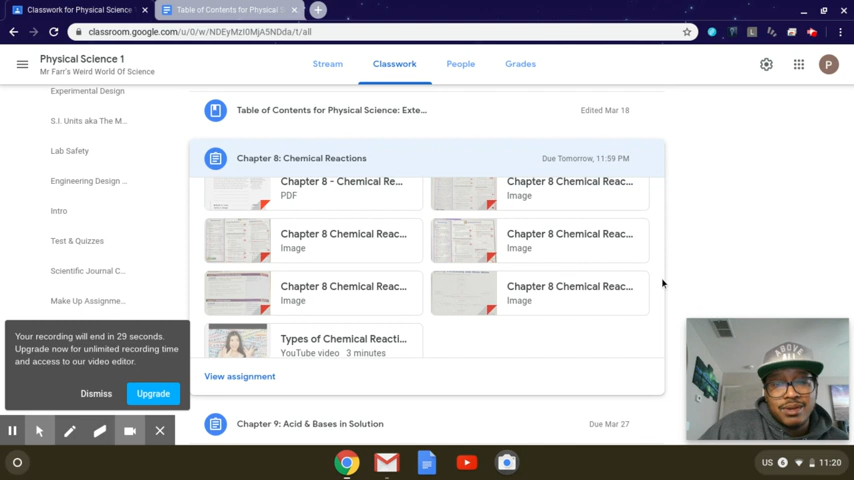 Classwork for Physical Science
Table of Contents for Physical S
classroom.google.com/u/0/w/NDEyMzI0MjA5NDda/t/all
Physical Science 1
Mr Farr's Weird World Of Science
Stream
Classwork
People
Grades
P
Experimental Design
S.I. Units aka The M...
Lab Safety
Engineering Design ...
Intro
Test & Quizzes
Scientific Journal C...
Make Up Assignme...
Table of Contents for Physical Science: Exte...
Edited Mar 18
Chapter 8: Chemical Reactions
Due Tomorrow, 11:59 PM
Chapter 8 - Chemical Re...
PDF
Chapter 8 Chemical Reac...
Image
Chapter 8 Chemical Reac...
Image
Chapter 8 Chemical Reac...
Image
Chapter 8 Chemical Reac...
Image
Chapter 8 Chemical Reac...
Image
Types of Chemical Reacti...
YouTube video 3 minutes
View assignment
Chapter 9: Acid & Bases in Solution
Due Mar 27
Your recording will end in 29 seconds.
Upgrade now for unlimited recording time
and access to our video editor.
Dismiss
Upgrade
ABOVE
US
6
11:20